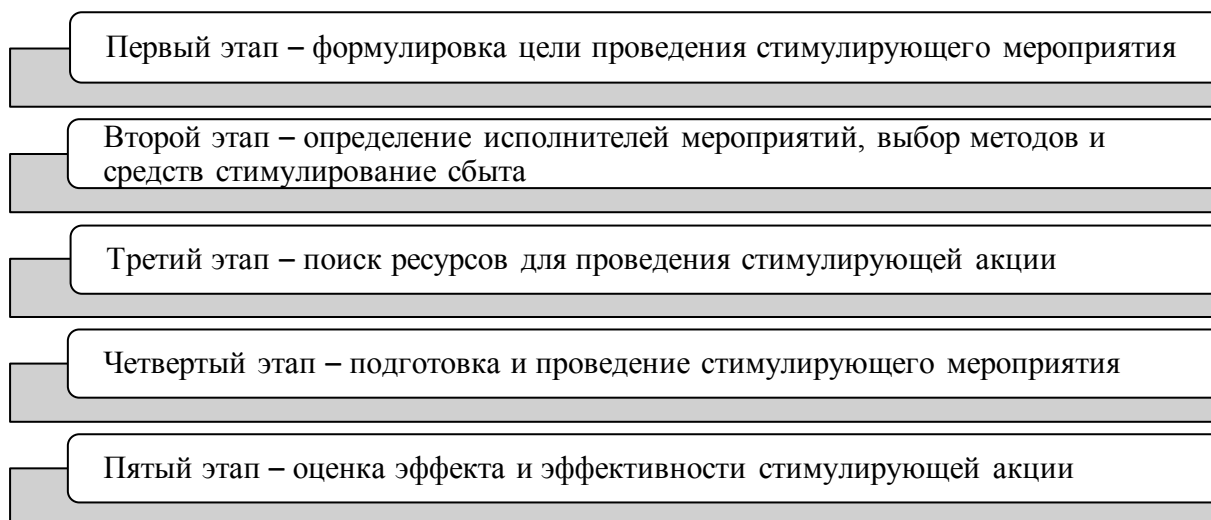 Первый этап – формулировка цели проведения стимулирующего мероприятия
Второй этап – определение исполнителей мероприятий, выбор методов и
средств стимулирование сбыта
Третий этап – поиск ресурсов для проведения стимулирующей акции
Четвертый этап – подготовка и проведение стимулирующего мероприятия
Пятый этап – оценка эффекта и эффективности стимулирующей акции